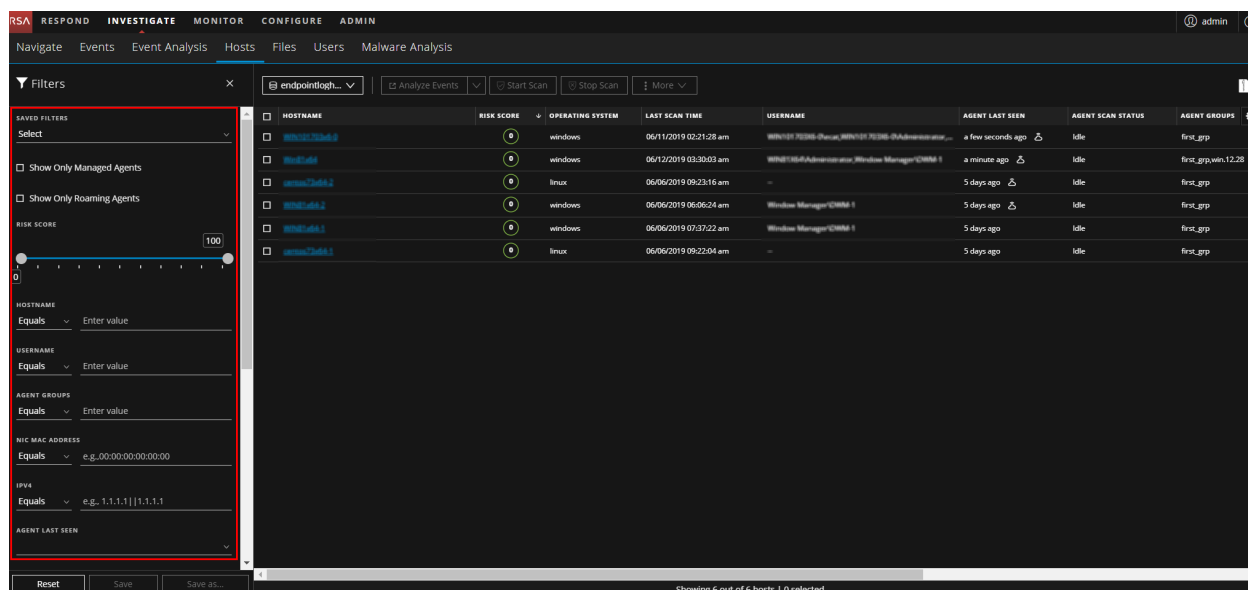 RSA RESPOND INVESTIGATE MONITOR CONFIGURE ADMIN admin
Navigate Events Event Analysis Hosts Files Users Malware Analysis
Filters
endpointlogh... Analyze Events Start Scan Stop Scan More
SAVED FILTERS
Select
Show Only Managed Agents
Show Only Roaming Agents
RISK SCORE
100
0
HOSTNAME
Equals Enter value
USERNAME
Equals Enter value
AGENT GROUPS
Equals Enter value
NIC MAC ADDRESS
Equals e.g.,00:00:00:00:00:00
IPV4
Equals e.g., 1.1.1.1||1.1.1.1
AGENT LAST SEEN
Reset Save Save as...
HOSTNAME RISK SCORE OPERATING SYSTEM LAST SCAN TIME USERNAME AGENT LAST SEEN AGENT SCAN STATUS AGENT GROUPS
0 windows 06/11/2019 02:21:28 am a few seconds ago Idle first_grp
0 windows 06/12/2019 03:30:03 am a minute ago Idle first_grp,win.12.28
0 linux 06/06/2019 09:23:16 am 5 days ago Idle first_grp
0 windows 06/06/2019 06:06:24 am 5 days ago Idle first_grp
0 windows 06/06/2019 07:37:22 am 5 days ago Idle first_grp
0 linux 06/06/2019 09:22:04 am 5 days ago Idle first_grp
Showing 6 out of 6 hosts | 0 selected